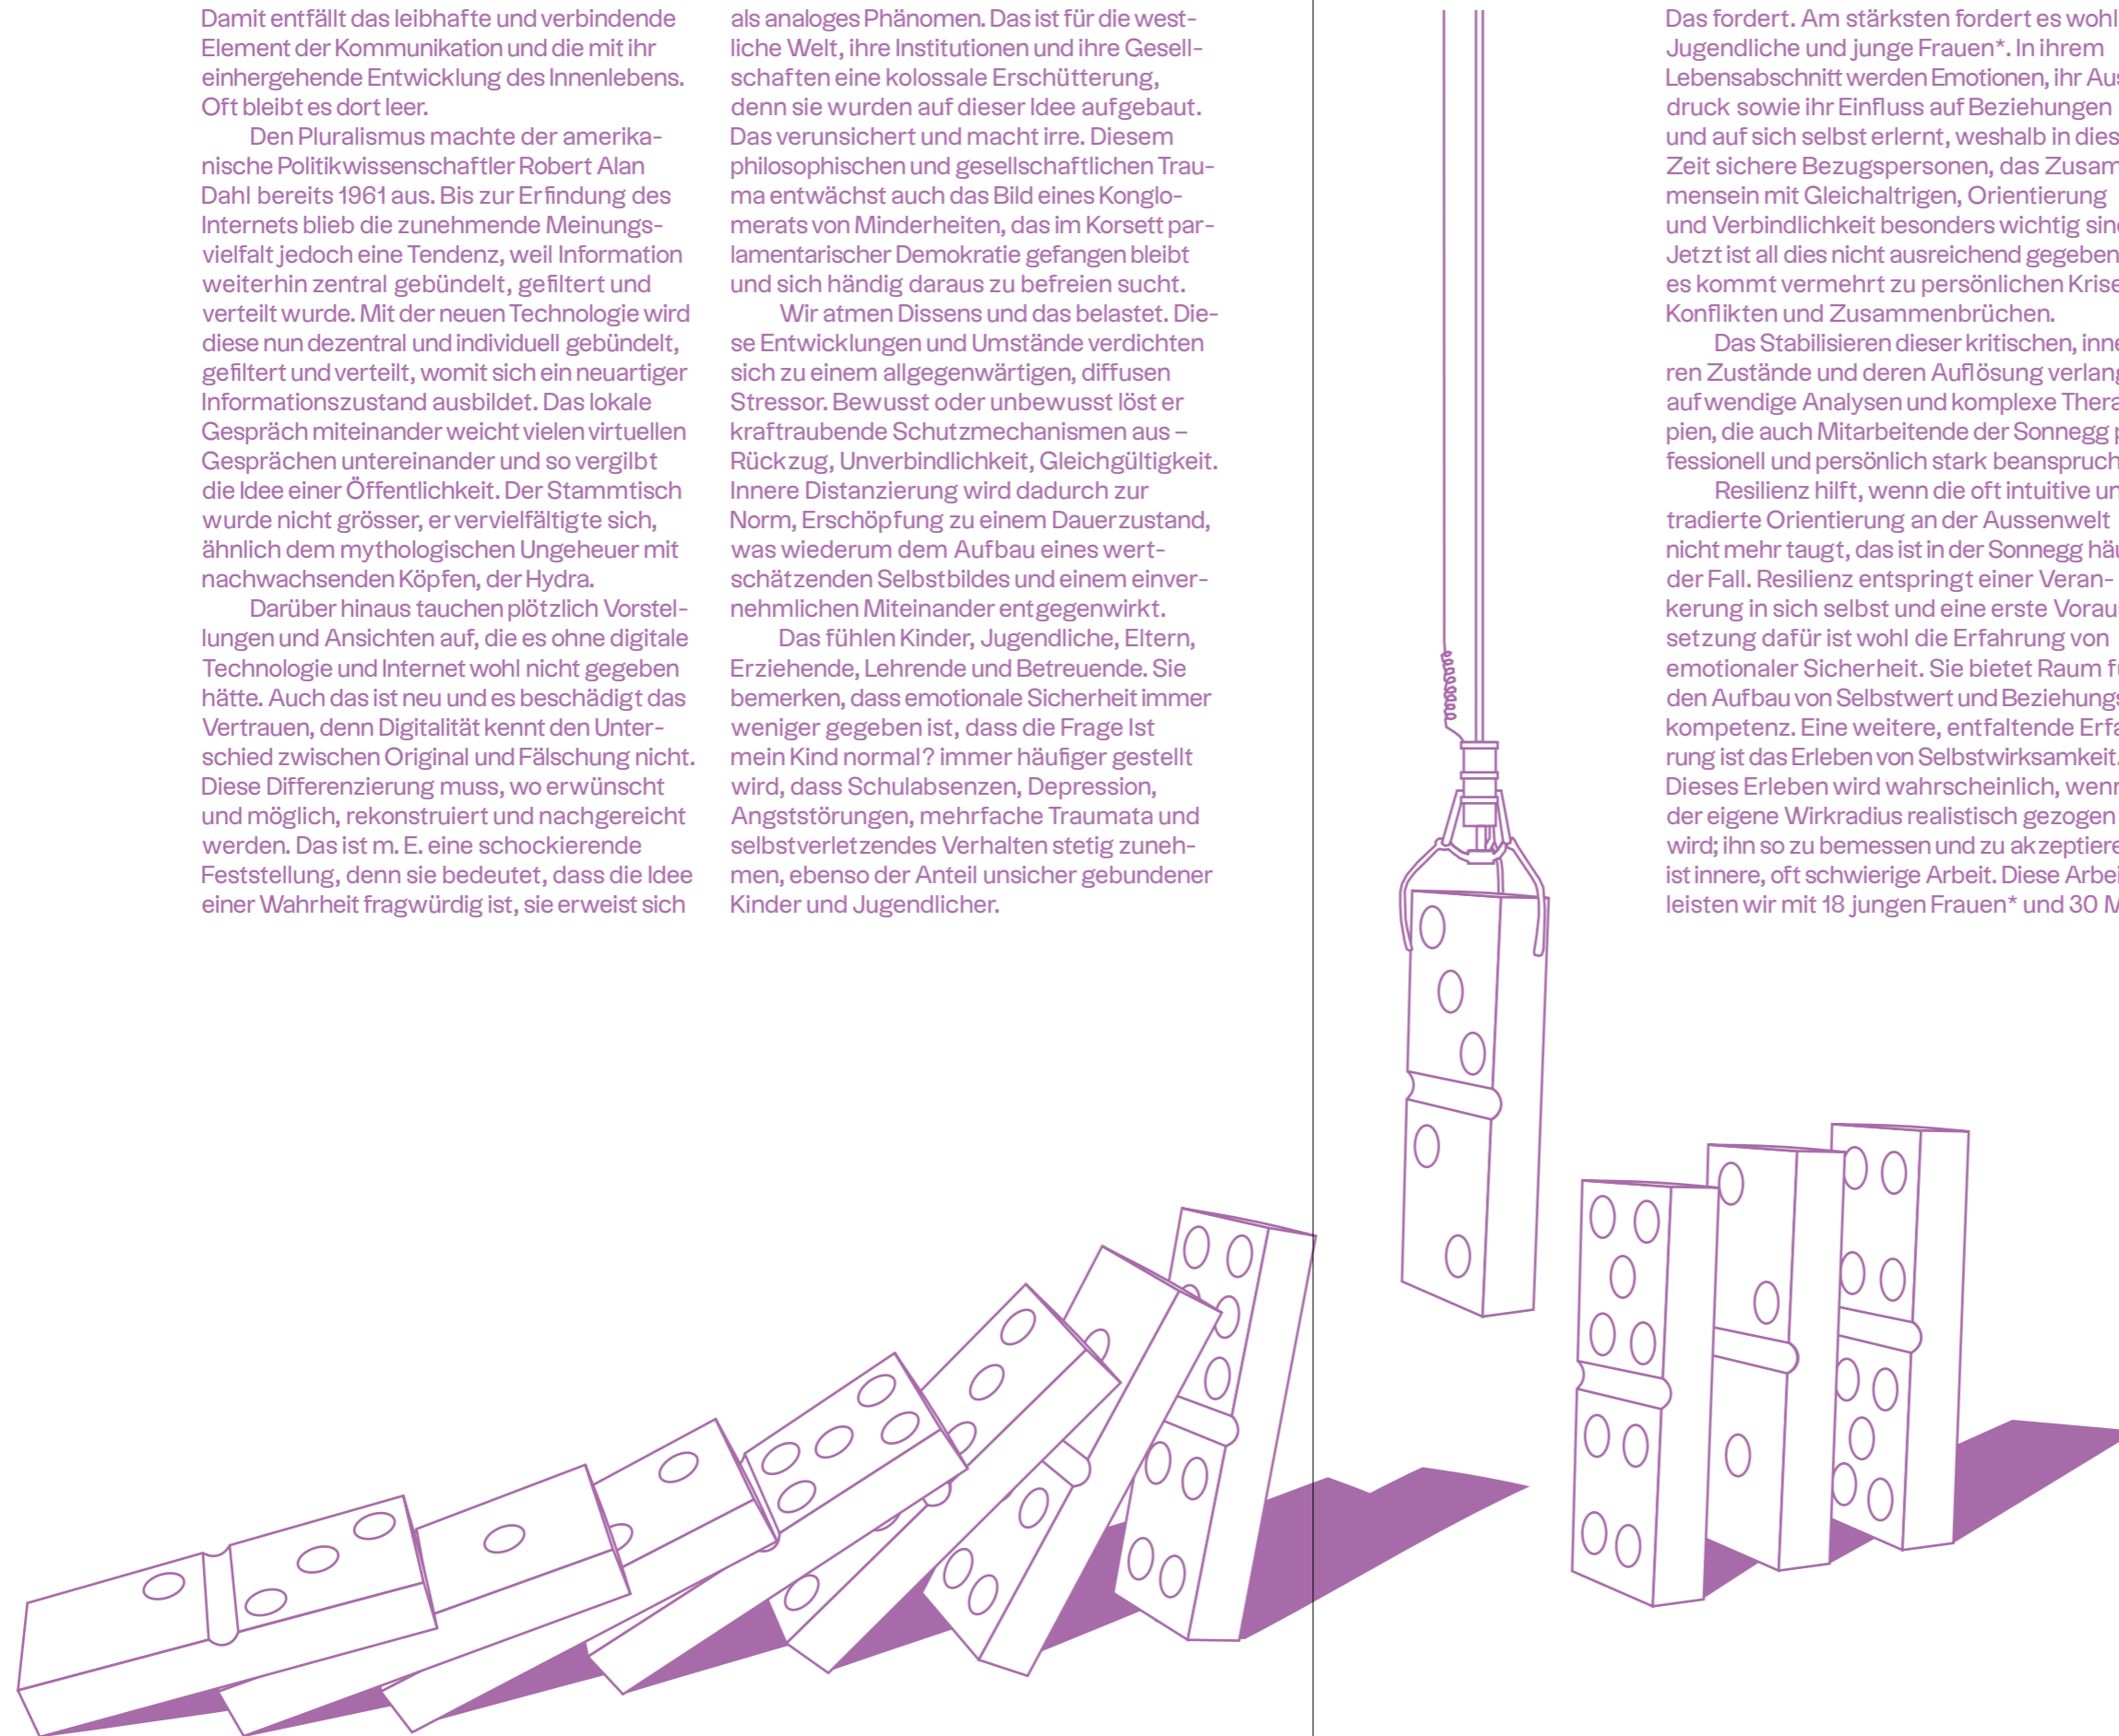 Damit entfällt das leibhafte und verbindende
Element der Kommunikation und die mit ihr
einhergehende Entwicklung des Innenlebens.
Oft bleibt es dort leer.
Den Pluralismus machte der amerika-
nische Politikwissenschaftler Robert Alan
Dahl bereits 1961 aus. Bis zur Erfindung des
Internets blieb die zunehmende Meinungs-
vielfalt jedoch eine Tendenz, weil Information
weiterhin zentral gebündelt, gefiltert und
verteilt wurde. Mit der neuen Technologie wird
diese nun dezentral und individuell gebündelt,
gefiltert und verteilt, womit sich ein neuartiger
Informationszustand ausbildet. Das lokale
Gespräch miteinander weicht vielen virtuellen
Gesprächen untereinander und so vergilbt
die Idee einer Öffentlichkeit. Der Stammtisch
wurde nicht grösser, er vervielfältigte sich,
ähnlich dem mythologischen Ungeheuer mit
nachwachsenden Köpfen, der Hydra.
Darüber hinaus tauchen plötzlich Vorstel-
lungen und Ansichten auf, die es ohne digitale
Technologie und Internet wohl nicht gegeben
hätte. Auch das ist neu und es beschädigt das
Vertrauen, denn Digitalität kennt den Unter-
schied zwischen Original und Fälschung nicht.
Diese Differenzierung muss, wo erwünscht
und möglich, rekonstruiert und nachgereicht
werden. Das ist m. E. eine schockierende
Feststellung, denn sie bedeutet, dass die Idee
einer Wahrheit fragwürdig ist, sie erweist sich
als analoges Phänomen. Das ist für die west-
liche Welt, ihre Institutionen und ihre Gesell-
schaften eine kolossale Erschütterung,
denn sie wurden auf dieser Idee aufgebaut.
Das verunsichert und macht irre. Diesem
philosophischen und gesellschaftlichen Trau-
ma entwächst auch das Bild eines Konglo-
merats von Minderheiten, das im Korsett par-
lamentarischer Demokratie gefangen bleibt
und sich händig daraus zu befreien sucht.
Wir atmen Dissens und das belastet. Die-
se Entwicklungen und Umstände verdichten
sich zu einem allgegenwärtigen, diffusen
Stressor. Bewusst oder unbewusst löst er
kraftraubende Schutzmechanismen aus –
Rückzug, Unverbindlichkeit, Gleichgültigkeit.
Innere Distanzierung wird dadurch zur
Norm, Erschöpfung zu einem Dauerzustand,
was wiederum dem Aufbau eines wert-
schätzenden Selbstbildes und einem einver-
nehmlichen Miteinander entgegenwirkt.
Das fühlen Kinder, Jugendliche, Eltern,
Erziehende, Lehrende und Betreuende. Sie
bemerken, dass emotionale Sicherheit immer
weniger gegeben ist, dass die Frage Ist
mein Kind normal? immer häufiger gestellt
wird, dass Schulabsenzen, Depression,
Angststörungen, mehrfache Traumata und
selbstverletzendes Verhalten stetig zuneh-
men, ebenso der Anteil unsicher gebundener
Kinder und Jugendlicher.
Das fordert. Am stärksten fordert es wohl
Jugendliche und junge Frauen*. In ihrem
Lebensabschnitt werden Emotionen, ihr Aus
druck sowie ihr Einfluss auf Beziehungen
und auf sich selbst erlernt, weshalb in dies
Zeit sichere Bezugspersonen, das Zusam
mensein mit Gleichaltrigen, Orientierung
und Verbindlichkeit besonders wichtig sind
Jetzt ist all dies nicht ausreichend gegeben
es kommt vermehrt zu persönlichen Krise
Konflikten und Zusammenbrüchen.
Das Stabilisieren dieser kritischen, inne
ren Zustände und deren Auflösung verlang
aufwendige Analysen und komplexe Thera
pien, die auch Mitarbeitende der Sonnegg p
fessionell und persönlich stark beanspruch
Resilienz hilft, wenn die oft intuitive un
tradierte Orientierung an der Aussenwelt
nicht mehr taugt, das ist in der Sonnegg häu
der Fall. Resilienz entspringt einer Veran-
kerung in sich selbst und eine erste Voraus
setzung dafür ist wohl die Erfahrung von
emotionaler Sicherheit. Sie bietet Raum fü
den Aufbau von Selbstwert und Beziehungs
kompetenz. Eine weitere, entfaltende Erfa
rung ist das Erleben von Selbstwirksamkeit.
Dieses Erleben wird wahrscheinlich, wenn
der eigene Wirkradius realistisch gezogen
wird; ihn so zu bemessen und zu akzeptiere
ist innere, oft schwierige Arbeit. Diese Arbei
leisten wir mit 18 jungen Frauen* und 30 M